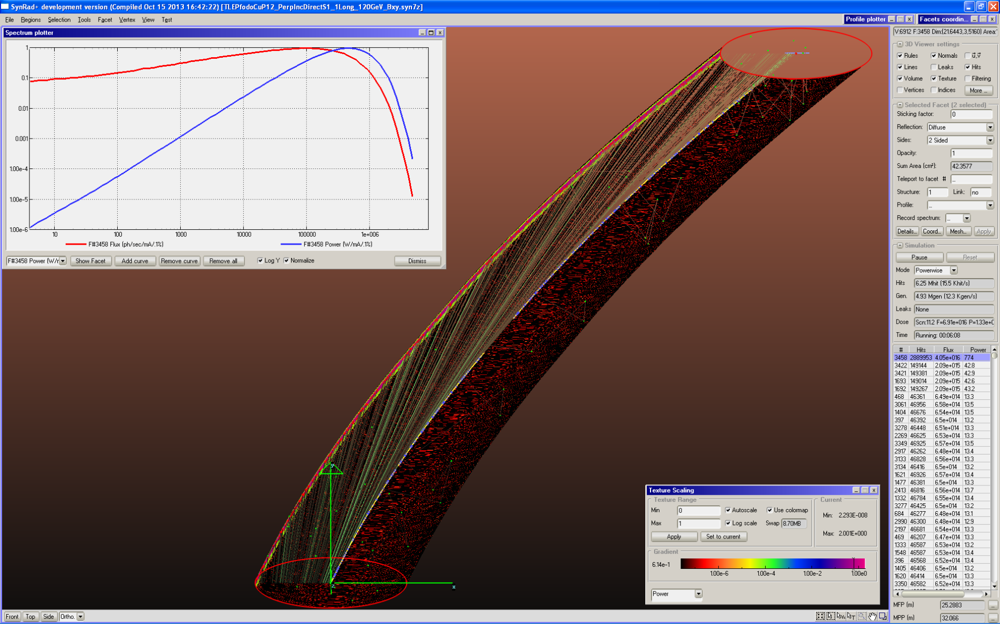 SynRad+ development version (Compiled Oct 15 2013 16:42:22) [TLEPfodoCuP12_PerpIncDirectS1_1Long_120GeV_Bxy.syn7z]
File Regions Selection Tools Facet Vertex View Test
Profile plotter
Facets coordin...
Spectrum plotter
1
0.1
0.01
0.001
1.00e-4
1.00e-5
1.00e-6
10 100 1000 10000 100000 1e+006
F#3458 Flux (ph/sec/mA/.1%)
F#3458 Power (W/mA/.1%)
F#3458 Power (W/r
Show Facet
Add curve
Remove curve
Remove all
Log Y
Normalize
Dismiss
V:6912 F:3458 Dim:(21.6443,3,5160) Area:
3D Viewer settings
Rules Normals u,v
Lines Leaks Hits
Volume Texture Filtering
Vertices Indices More ...
Selected Facet (2 selected)
Sticking factor: 0
Reflection: Diffuse
Sides: 2 Sided
Opacity: 1
Sum Area (cm²): 42.3577
Teleport to facet # ...
Structure: 1 Link: no
Profile: ...
Record spectrum: ...
Details... Coord... Mesh... Apply
Simulation
Pause Reset
Mode Powerwise
Hits 6.25 Mhit (15.5 Khit/s)
Gen. 4.93 Mgen (12.3 Kgen/s)
Leaks None
Dose Scn:11.2 F=6.91e+016 P=1.33e+0
Time Running: 00:06:08
# Hits Flux Power
3458 2889953 4.05e+016 774
3422 149144 2.09e+015 42.8
3421 149381 2.09e+015 42.9
1693 149014 2.09e+015 42.6
1692 149267 2.09e+015 43.2
468 46361 6.49e+014 13.3
3061 46956 6.58e+014 13.5
1404 46676 6.54e+014 13.5
397 46392 6.5e+014 13.2
3278 46448 6.51e+014 13.3
2269 46625 6.53e+014 13.3
3349 46925 6.57e+014 13.5
2917 46262 6.48e+014 13.4
3133 46828 6.56e+014 13.3
3134 46416 6.5e+014 13.2
1621 46926 6.57e+014 13.4
1477 46381 6.5e+014 13.3
2413 46816 6.56e+014 13.7
1332 46784 6.55e+014 13.4
3277 46425 6.5e+014 13.2
684 46277 6.48e+014 13.1
2990 46300 6.48e+014 12.9
2197 46681 6.54e+014 13.3
469 46207 6.47e+014 13.3
1333 46587 6.53e+014 13.2
1548 46587 6.53e+014 13.4
396 46568 6.52e+014 13.4
1405 46406 6.5e+014 13.2
1620 46414 6.5e+014 13.3
3350 46582 6.52e+014 13.3
MFP (m) 25.2883 ...
MPP (m) 32.066 ...
y
z
x
Texture Scaling
Texture Range
Min 0 Autoscale Use colormap
Max 1 Log scale Swap 8.70MB
Apply Set to current
Current
Min: 2.293E-008
Max: 2.001E+000
Gradient
6.14e-1
1.00e-6 1.00e-4 1.00e-2 1.00e0
Power
Front Top Side Ortho.